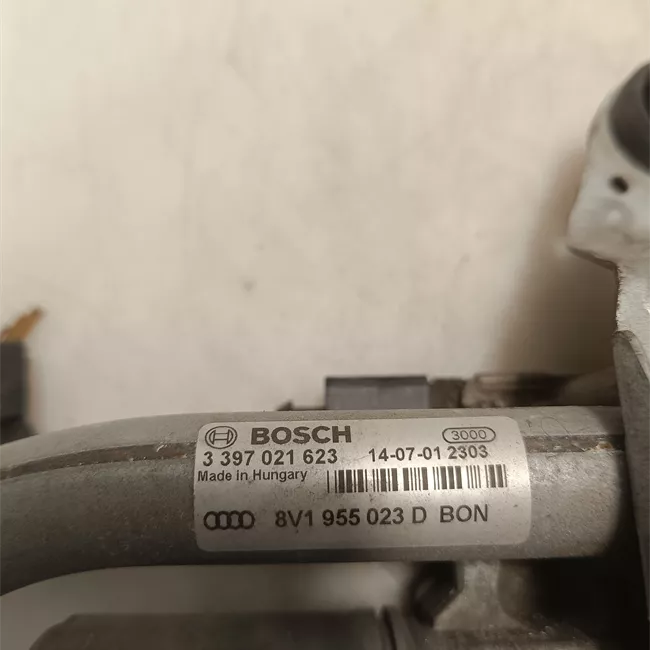 BOSCH 3000
3 397 021 623 14-07-01 2303
Made in Hungary
8V1 955 023 D BON